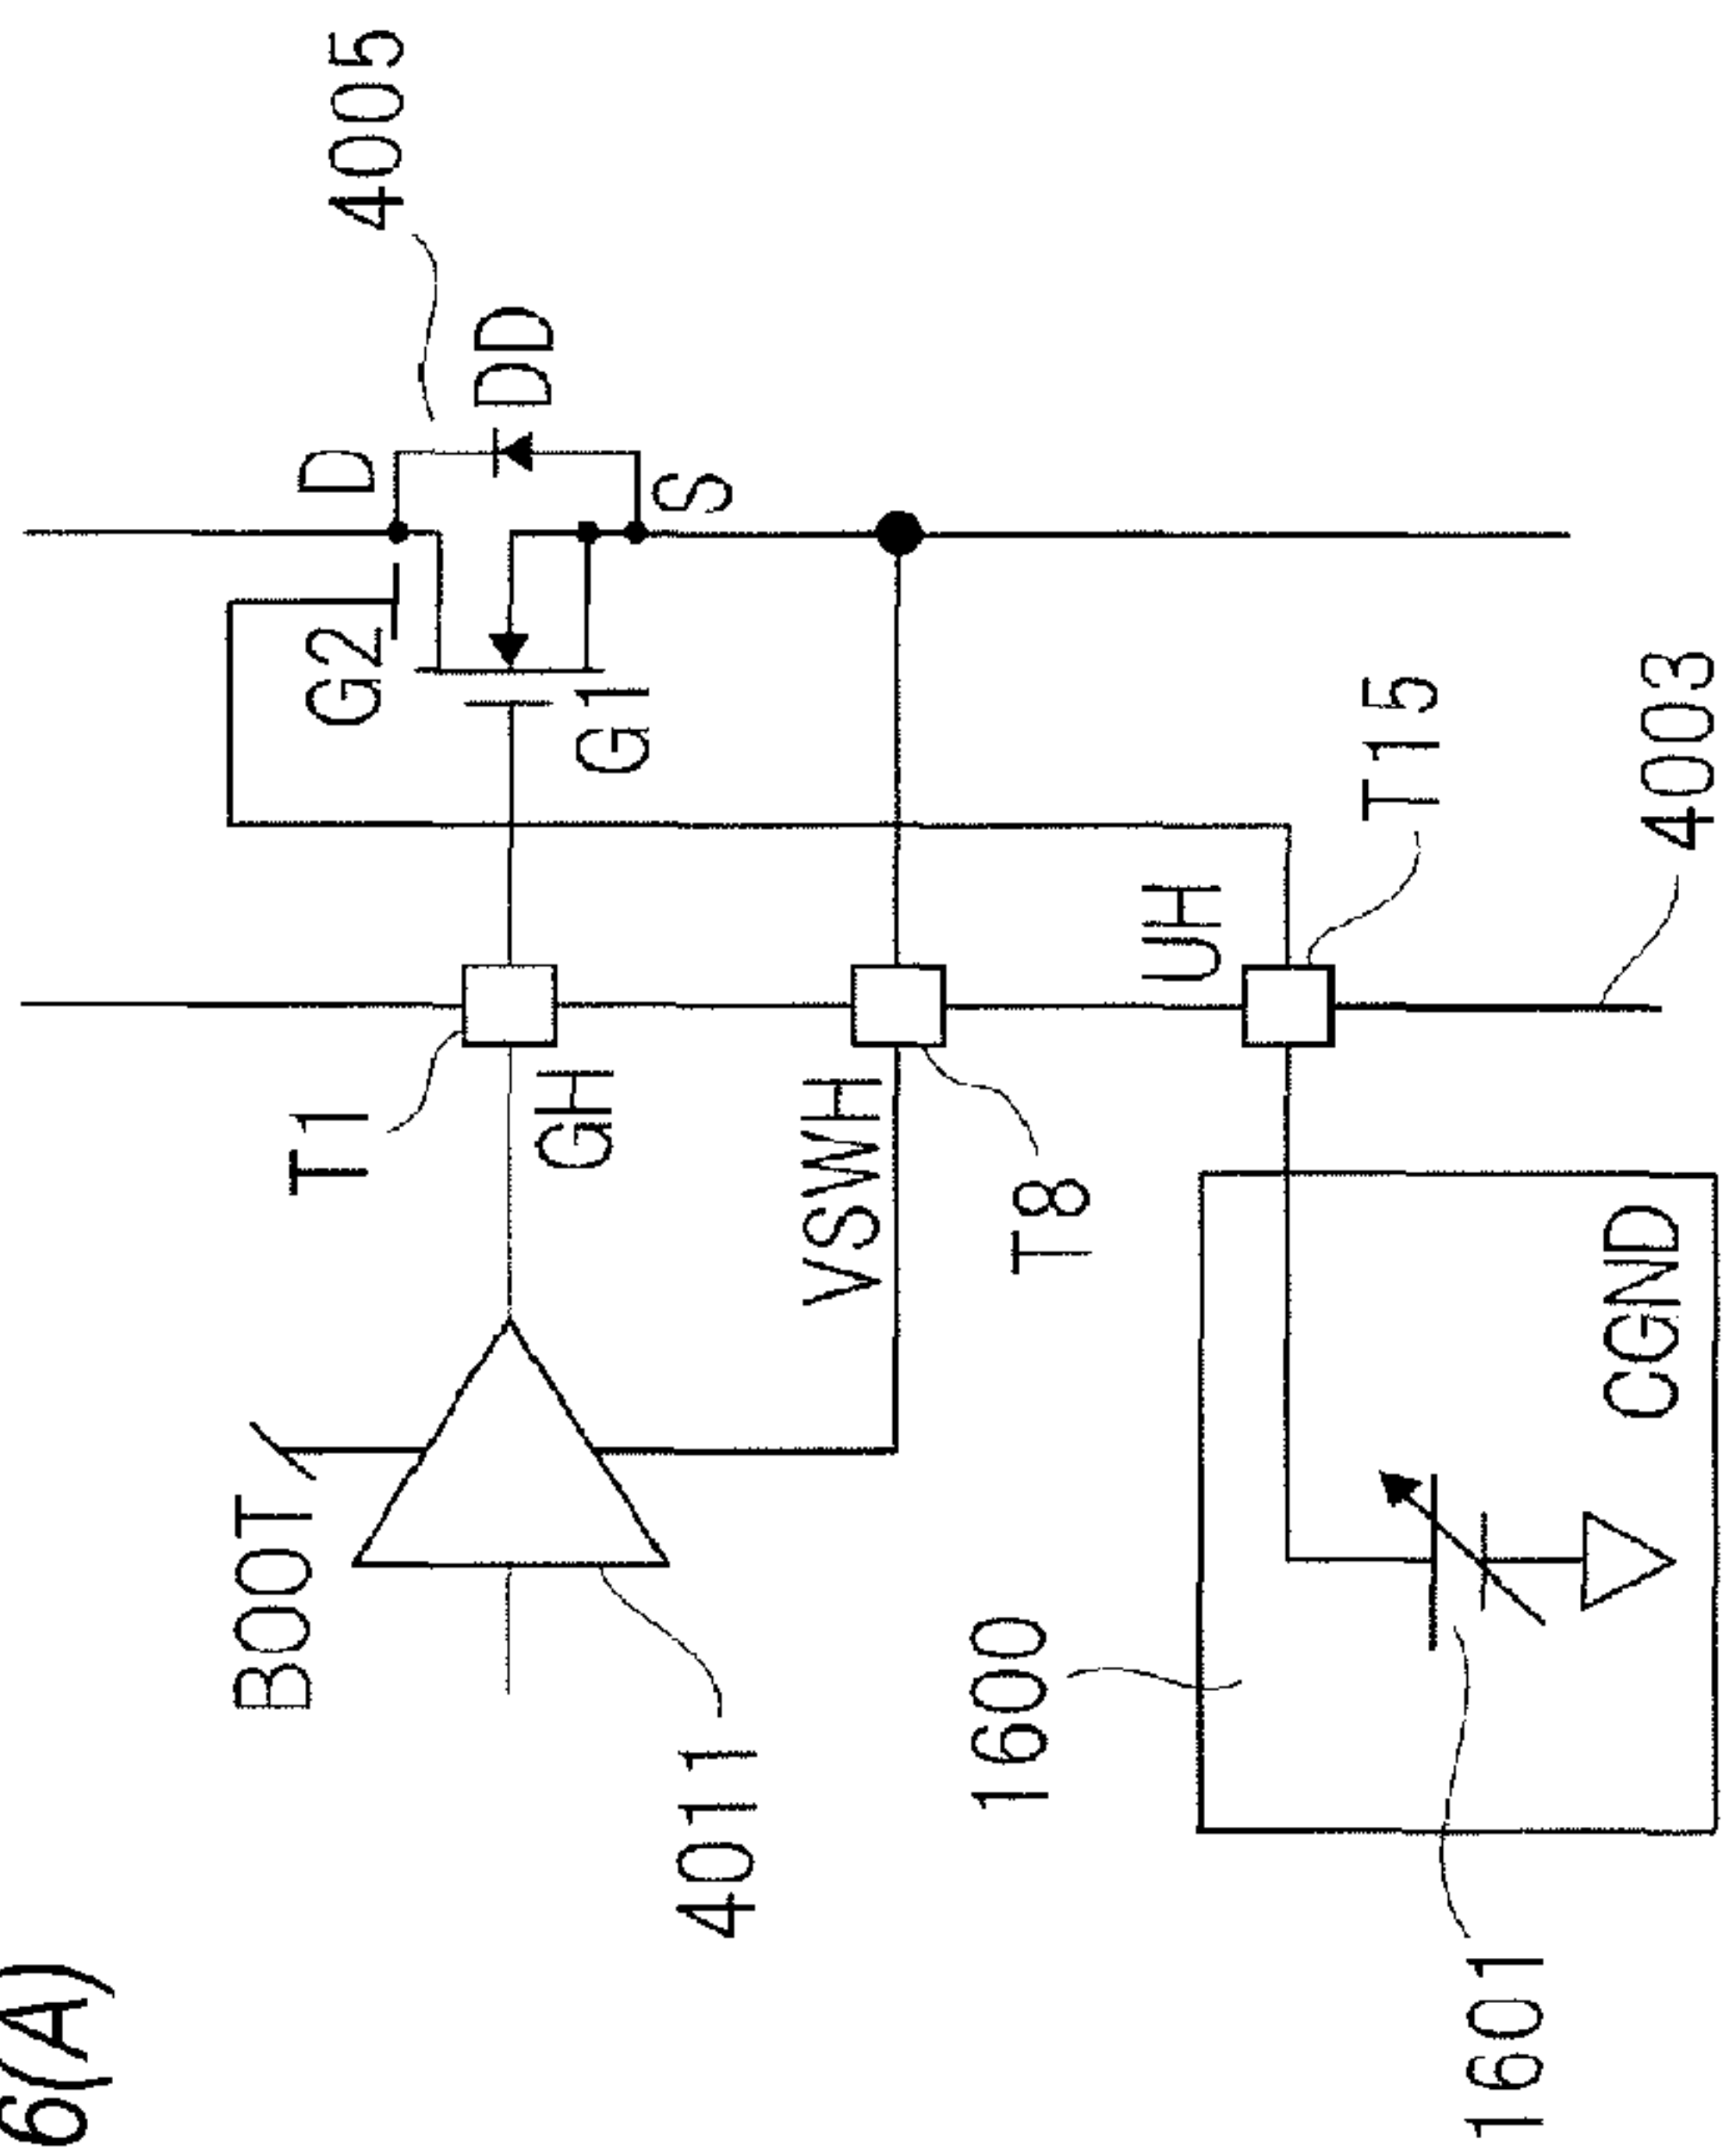 6(A)
BOOT
T1
D
4005
G2
DD
S
G1
GH
4011
VSWH
T8
UH
T15
1600
CGND
4003
1601